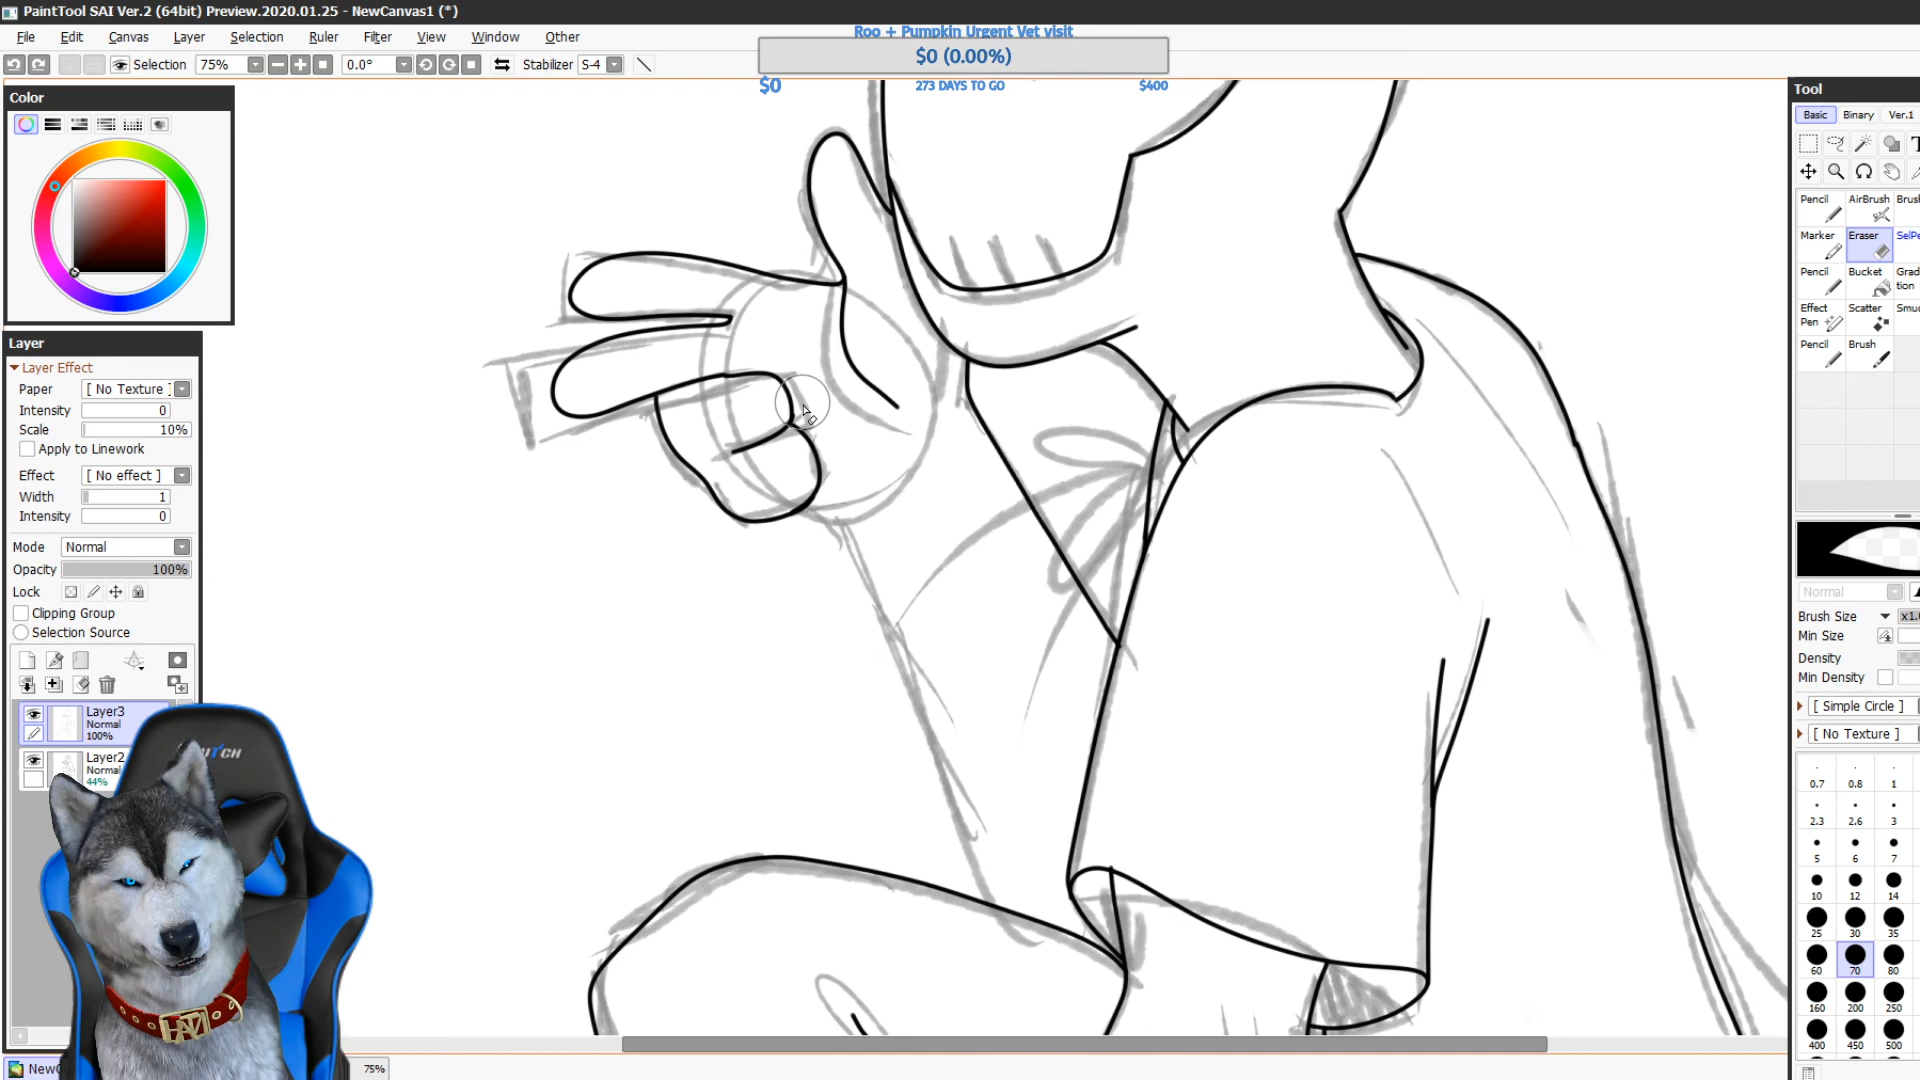 PaintTool SAI Ver.2 (64bit) Preview.2020.01.25 - NewCanvas1 (*)
File Edit Canvas Layer Selection Ruler Filter View Window Other
Roo + Pumpkin Urgent Vet visit
$0 (0.00%)
$0 273 DAYS TO GO $400
Selection 75% 0.0° Stabilizer S-4
Color
Layer
Layer Effect
Paper [ No Texture ]
Intensity 0
Scale 10%
Apply to Linework
Effect [ No effect ]
Width 1
Intensity 0
Mode Normal
Opacity 100%
Lock
Clipping Group
Selection Source
Layer3
Normal
100%
Layer2
Normal
44%
75%
Tool
Basic Binary Ver.1
Pencil AirBrush
Marker Eraser
Pencil Bucket
Effect Pen Scatter
Pencil Brush
Normal
Brush Size
Min Size
Density
Min Density
[ Simple Circle ]
[ No Texture ]
0.7 0.8 1
2.3 2.6 3
5 6 7
10 12 14
25 30 35
60 70 80
160 200 250
400 450 500